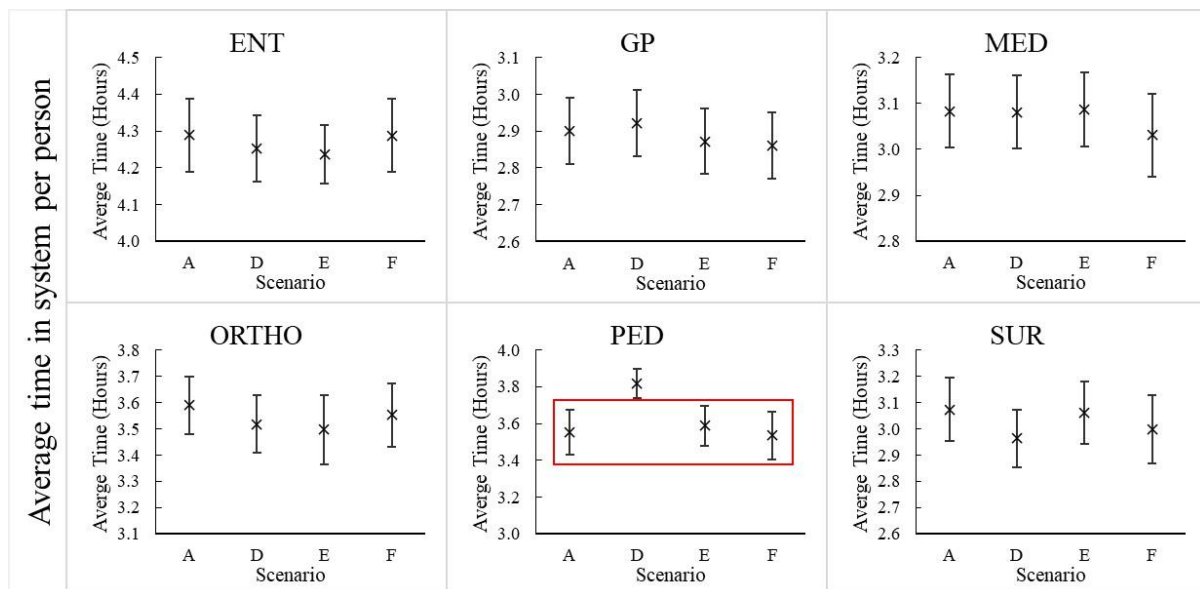 Average time in system per person
ENT
Averge Time (Hours)
4.5
4.4
4.3
4.2
4.1
4.0
A D E F
Scenario
GP
Averge Time (Hours)
3.1
3.0
2.9
2.8
2.7
2.6
A D E F
Scenario
MED
Averge Time (Hours)
3.2
3.1
3.0
2.9
2.8
A D E F
Scenario
ORTHO
Averge Time (Hours)
3.8
3.7
3.6
3.5
3.4
3.3
3.2
3.1
A D E F
Scenario
PED
Averge Time (Hours)
4.0
3.8
3.6
3.4
3.2
3.0
A D E F
Scenario
SUR
Averge Time (Hours)
3.3
3.2
3.1
3.0
2.9
2.8
2.7
2.6
A D E F
Scenario